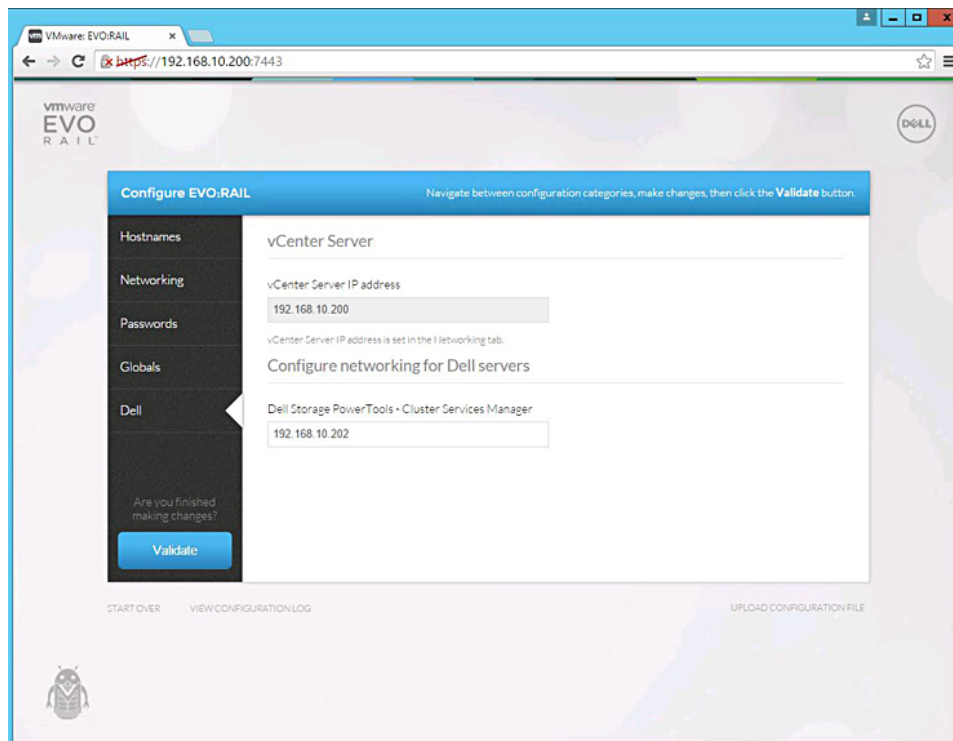 vm VMware: EVO:RAIL
https://192.168.10.200:7443
vmware
EVO
RAIL
DELL
Configure EVO:RAIL
Navigate between configuration categories, make changes, then click the Validate button.
Hostnames
Networking
Passwords
Globals
Dell
Are you finished
making changes?
Validate
vCenter Server
vCenter Server IP address
192.168.10.200
vCenter Server IP address is set in the Networking tab.
Configure networking for Dell servers
Dell Storage PowerTools - Cluster Services Manager
192.168.10.202
START OVER
VIEW CONFIGURATION LOG
UPLOAD CONFIGURATION FILE